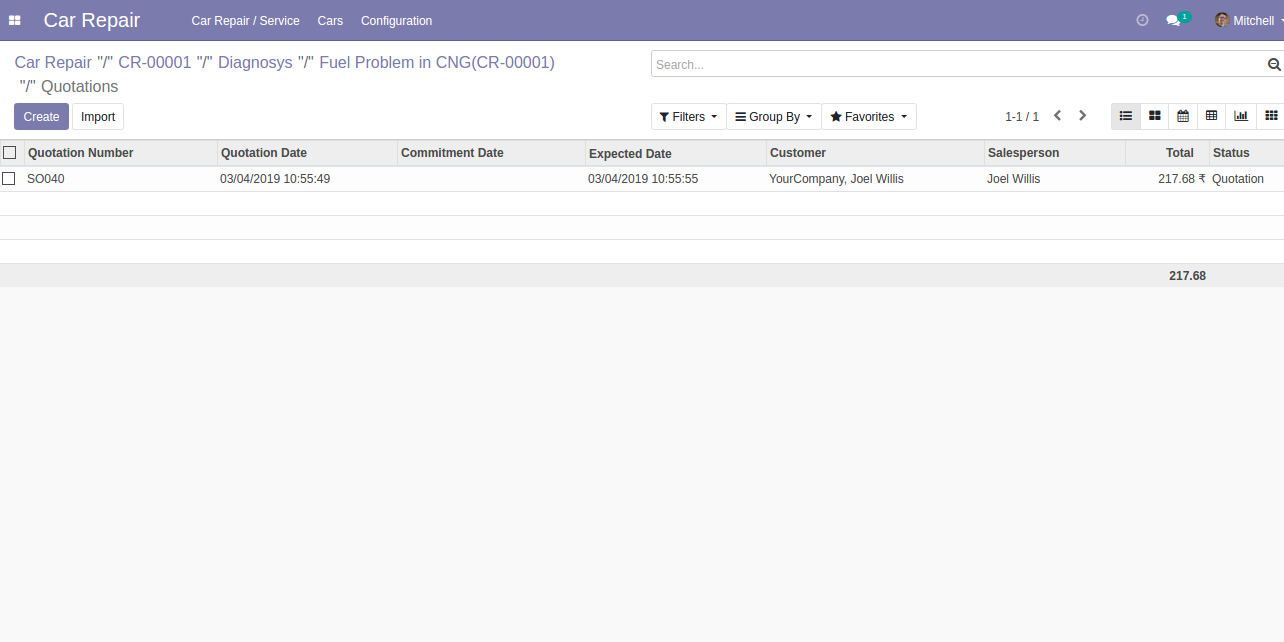 Car Repair Car Repair / Service Cars Configuration 1 Mitchell
Car Repair "/" CR-00001 "/" Diagnosys "/" Fuel Problem in CNG(CR-00001)
"/" Quotations
Search...
Create Import Filters Group By Favorites 1-1 / 1
Quotation Number Quotation Date Commitment Date Expected Date Customer Salesperson Total Status
SO040 03/04/2019 10:55:49 03/04/2019 10:55:55 YourCompany, Joel Willis Joel Willis 217.68 ₹ Quotation
217.68